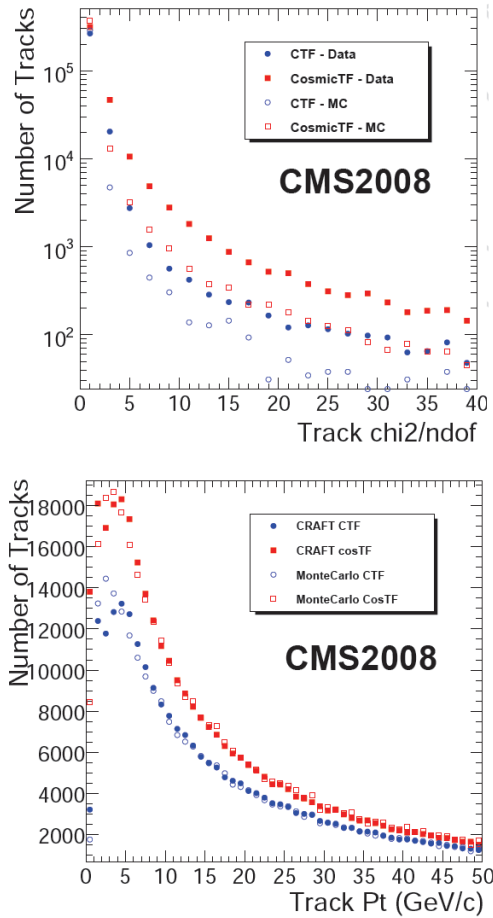 Number of Tracks
10^5
10^4
10^3
10^2
CTF - Data
CosmicTF - Data
CTF - MC
CosmicTF - MC
CMS2008
0 5 10 15 20 25 30 35 40
Track chi2/ndof
Number of Tracks
18000
16000
14000
12000
10000
8000
6000
4000
2000
CRAFT CTF
CRAFT cosTF
MonteCarlo CTF
MonteCarlo CosTF
CMS2008
0 5 10 15 20 25 30 35 40 45 50
Track Pt (GeV/c)